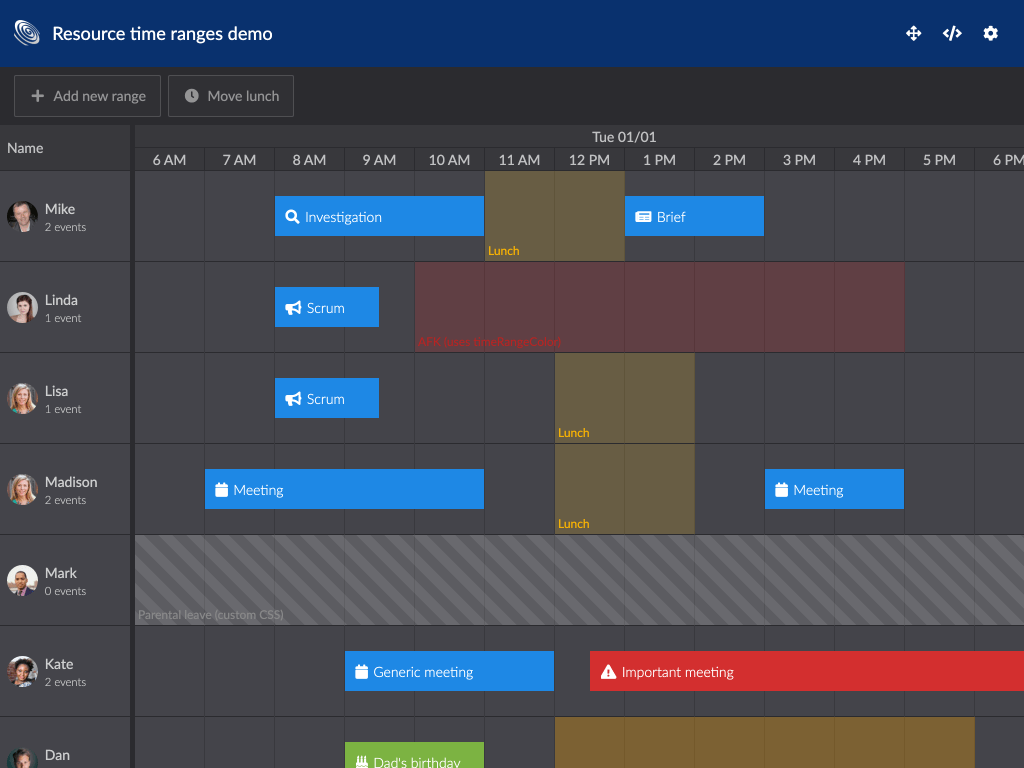 Resource time ranges demo
Add new range
Move lunch
Name
Tue 01/01
6 AM 7 AM 8 AM 9 AM 10 AM 11 AM 12 PM 1 PM 2 PM 3 PM 4 PM 5 PM 6 PM
Mike
2 events
Investigation
Lunch
Brief
Linda
1 event
Scrum
AFK (uses timeRangeColor)
Lisa
1 event
Scrum
Lunch
Madison
2 events
Meeting
Lunch
Meeting
Mark
0 events
Parental leave (custom CSS)
Kate
2 events
Generic meeting
Important meeting
Dan
Dad's birthday